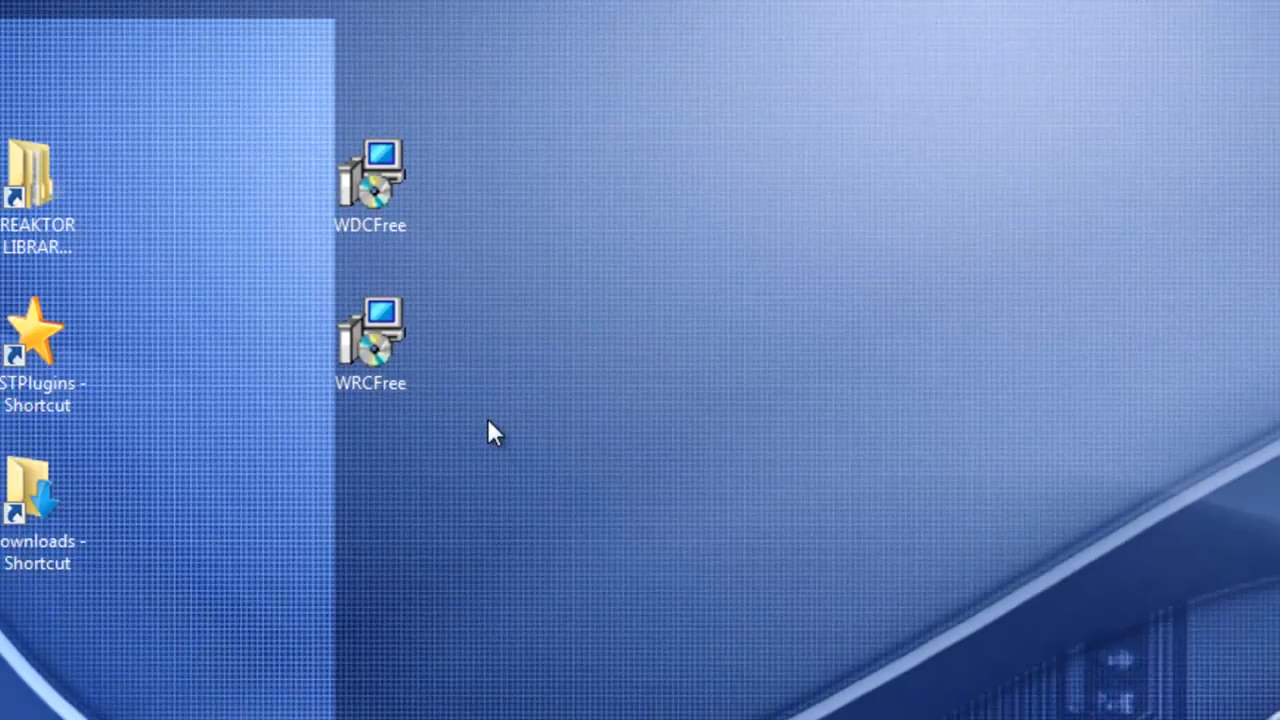 REAKTOR
LIBRAR...
WDCFree
STPlugins -
Shortcut
WRCFree
ownloads -
Shortcut